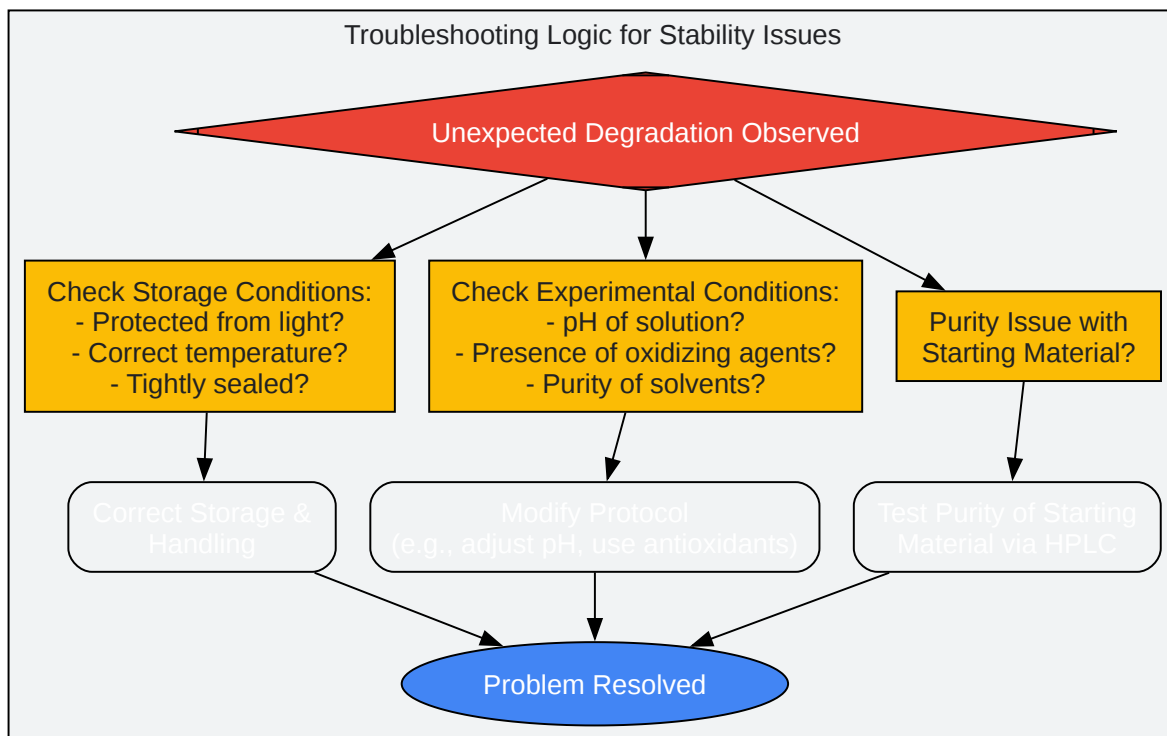 Troubleshooting Logic for Stability Issues
Unexpected Degradation Observed
Check Storage Conditions:
- Protected from light?
- Correct temperature?
- Tightly sealed?
Check Experimental Conditions:
- pH of solution?
- Presence of oxidizing agents?
- Purity of solvents?
Purity Issue with
Starting Material?
Correct Storage &
Handling
Modify Protocol
(e.g., adjust pH, use antioxidants)
Test Purity of Starting
Material via HPLC
Problem Resolved